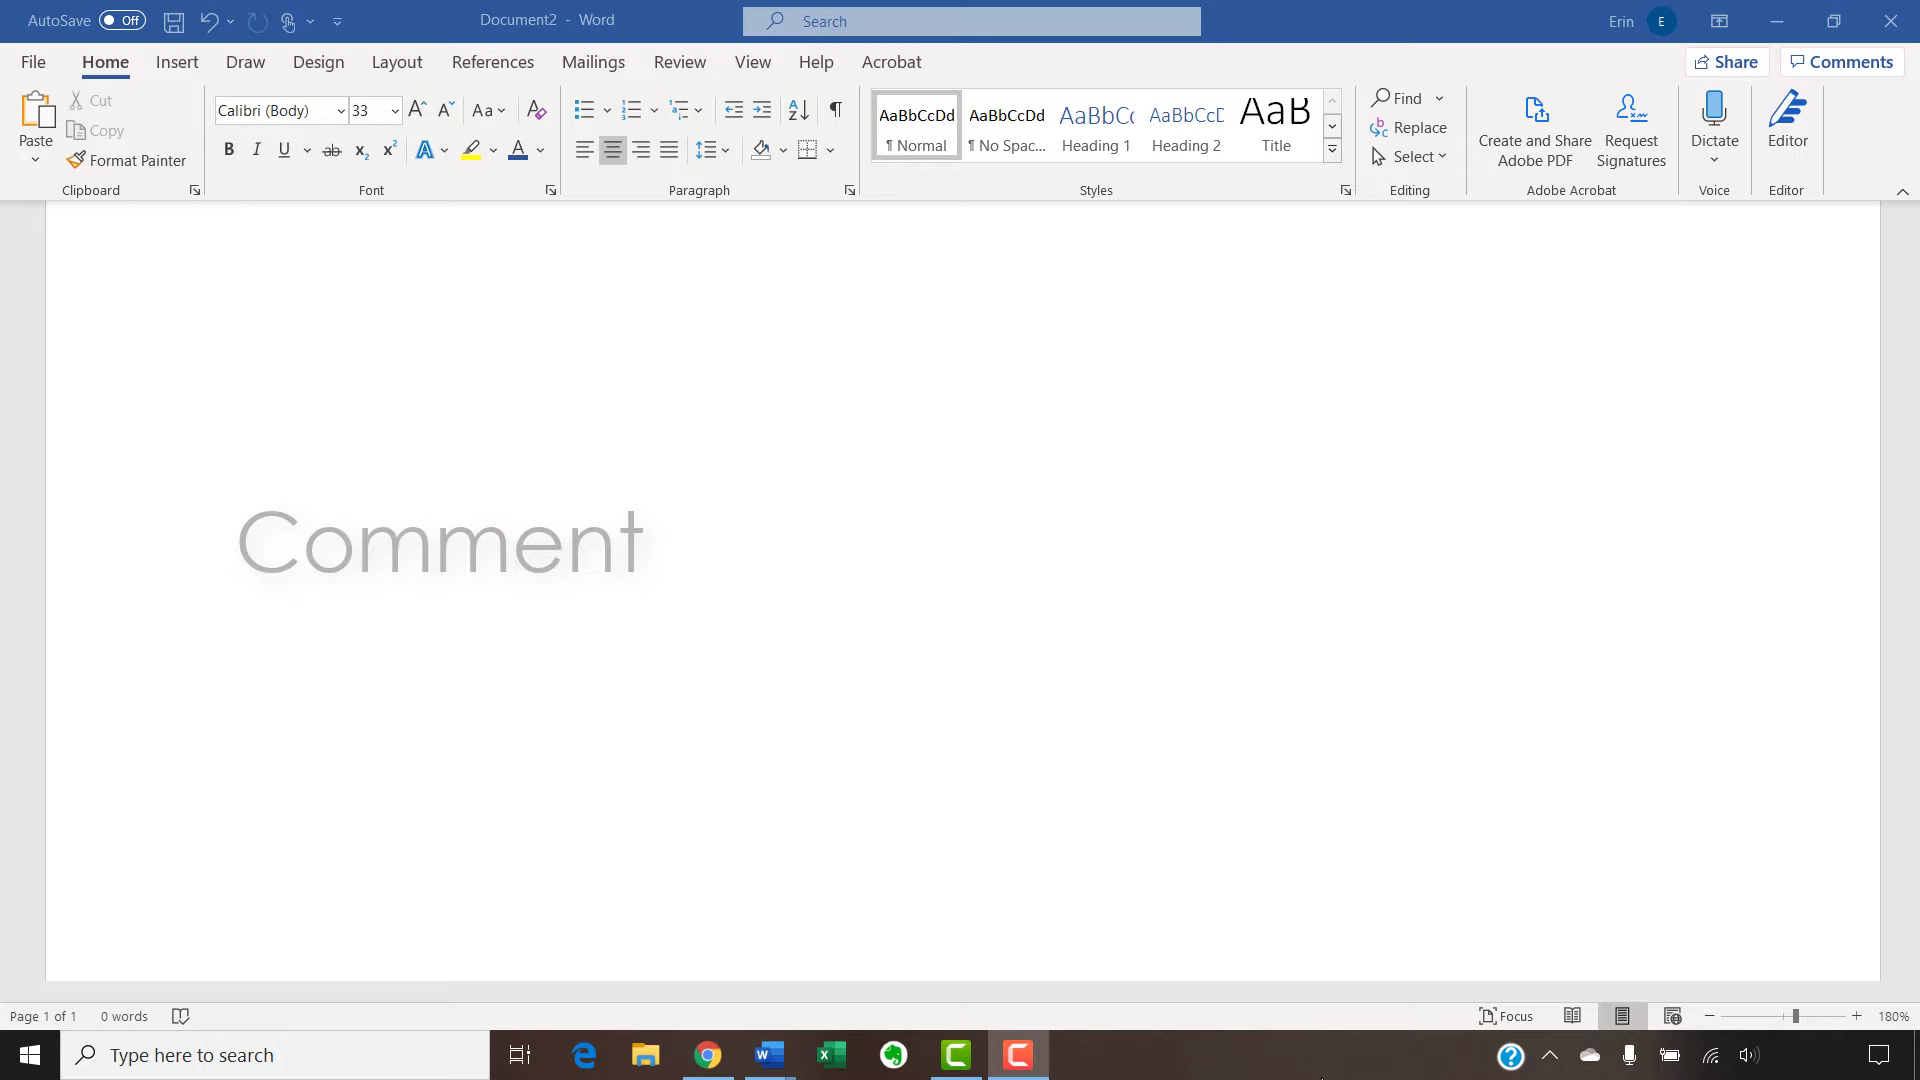 AutoSave Off Document2 - Word Search Erin E
File Home Insert Draw Design Layout References Mailings Review View Help Acrobat Share Comments
Paste
Cut
Copy
Format Painter
Clipboard
Calibri (Body) 33
Font
Paragraph
AaBbCcDd AaBbCcDd AaBbCc AaBbCcD AaB
¶ Normal ¶ No Spac... Heading 1 Heading 2 Title
Styles
Find
Replace
Select
Editing
Create and Share
Adobe PDF
Request
Signatures
Adobe Acrobat
Dictate
Voice
Editor
Editor
Comment
Page 1 of 1 0 words Focus 180%
Type here to search